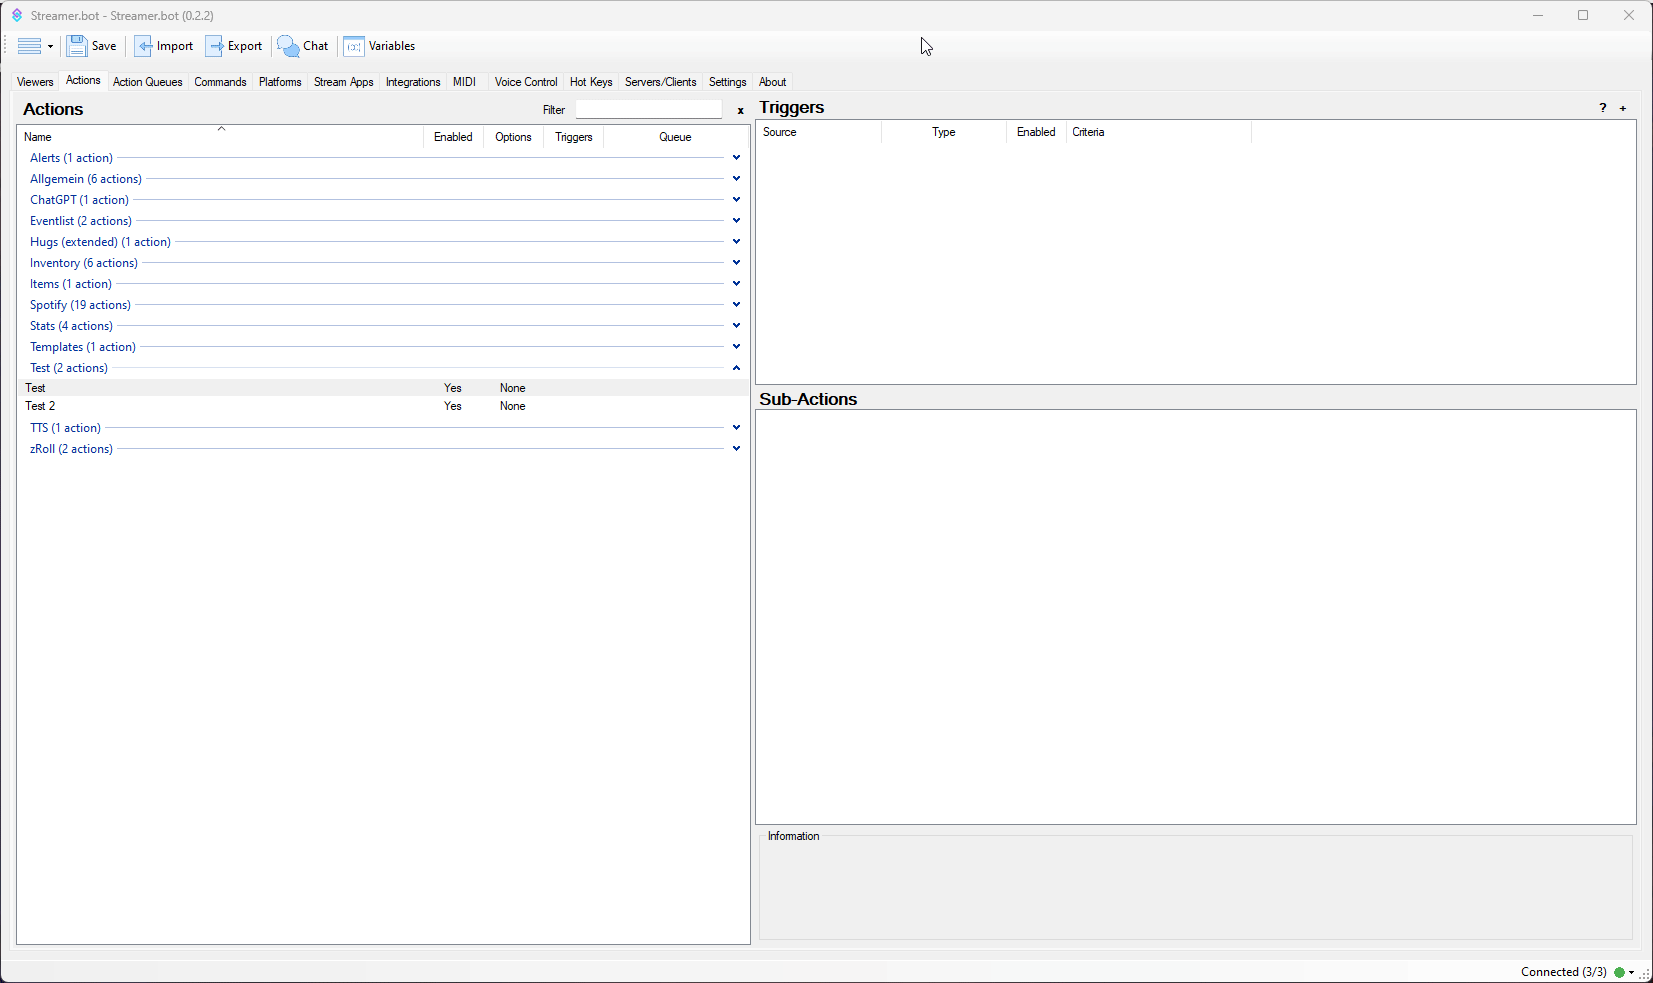 Streamer.bot - Streamer.bot (0.2.2)
Save Import Export Chat Variables
Viewers Actions Action Queues Commands Platforms Stream Apps Integrations MIDI Voice Control Hot Keys Servers/Clients Settings About
Actions Filter x
Name Enabled Options Triggers Queue
Alerts (1 action)
Allgemein (6 actions)
ChatGPT (1 action)
Eventlist (2 actions)
Hugs (extended) (1 action)
Inventory (6 actions)
Items (1 action)
Spotify (19 actions)
Stats (4 actions)
Templates (1 action)
Test (2 actions)
Test Yes None
Test 2 Yes None
TTS (1 action)
zRoll (2 actions)
Triggers ? +
Source Type Enabled Criteria
Sub-Actions
Information
Connected (3/3)